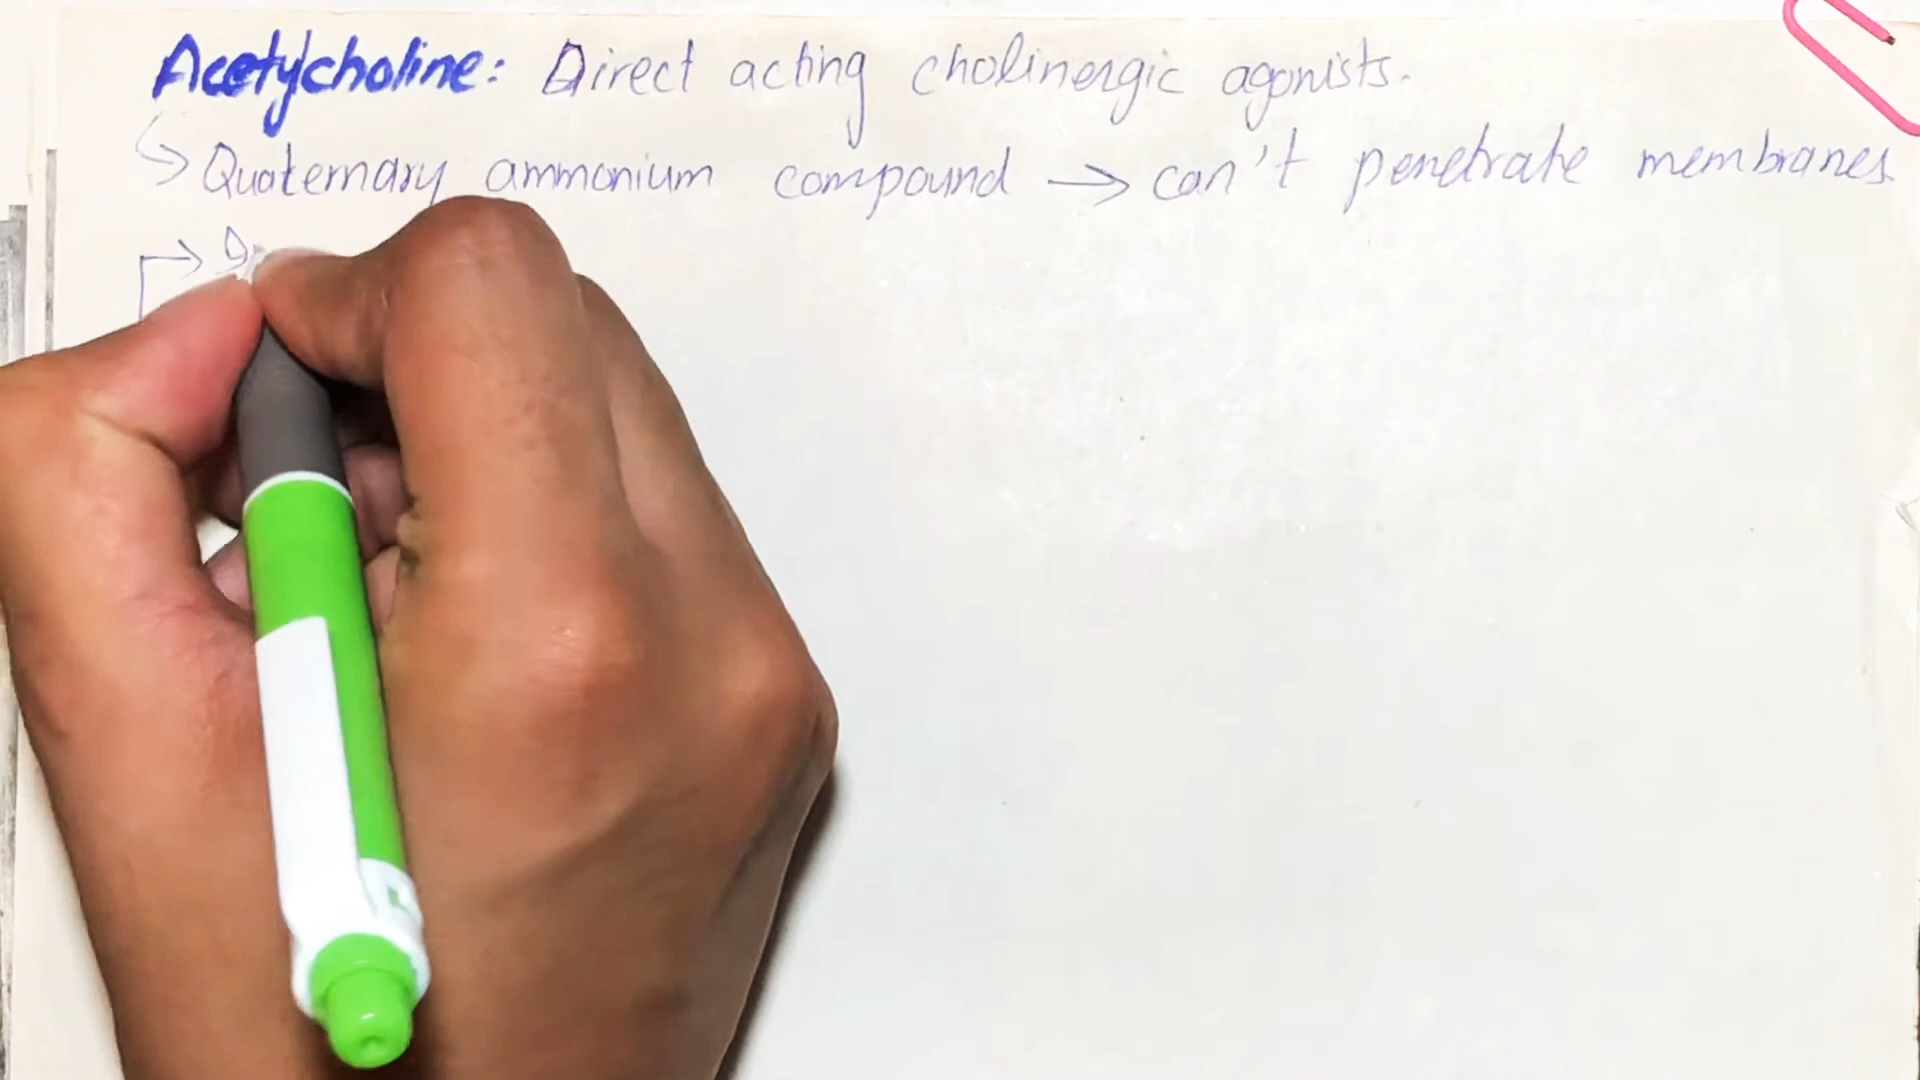 Acetylcholine: Direct acting cholinergic agonists.
↳ Quaternary ammonium compound → can't penetrate membranes